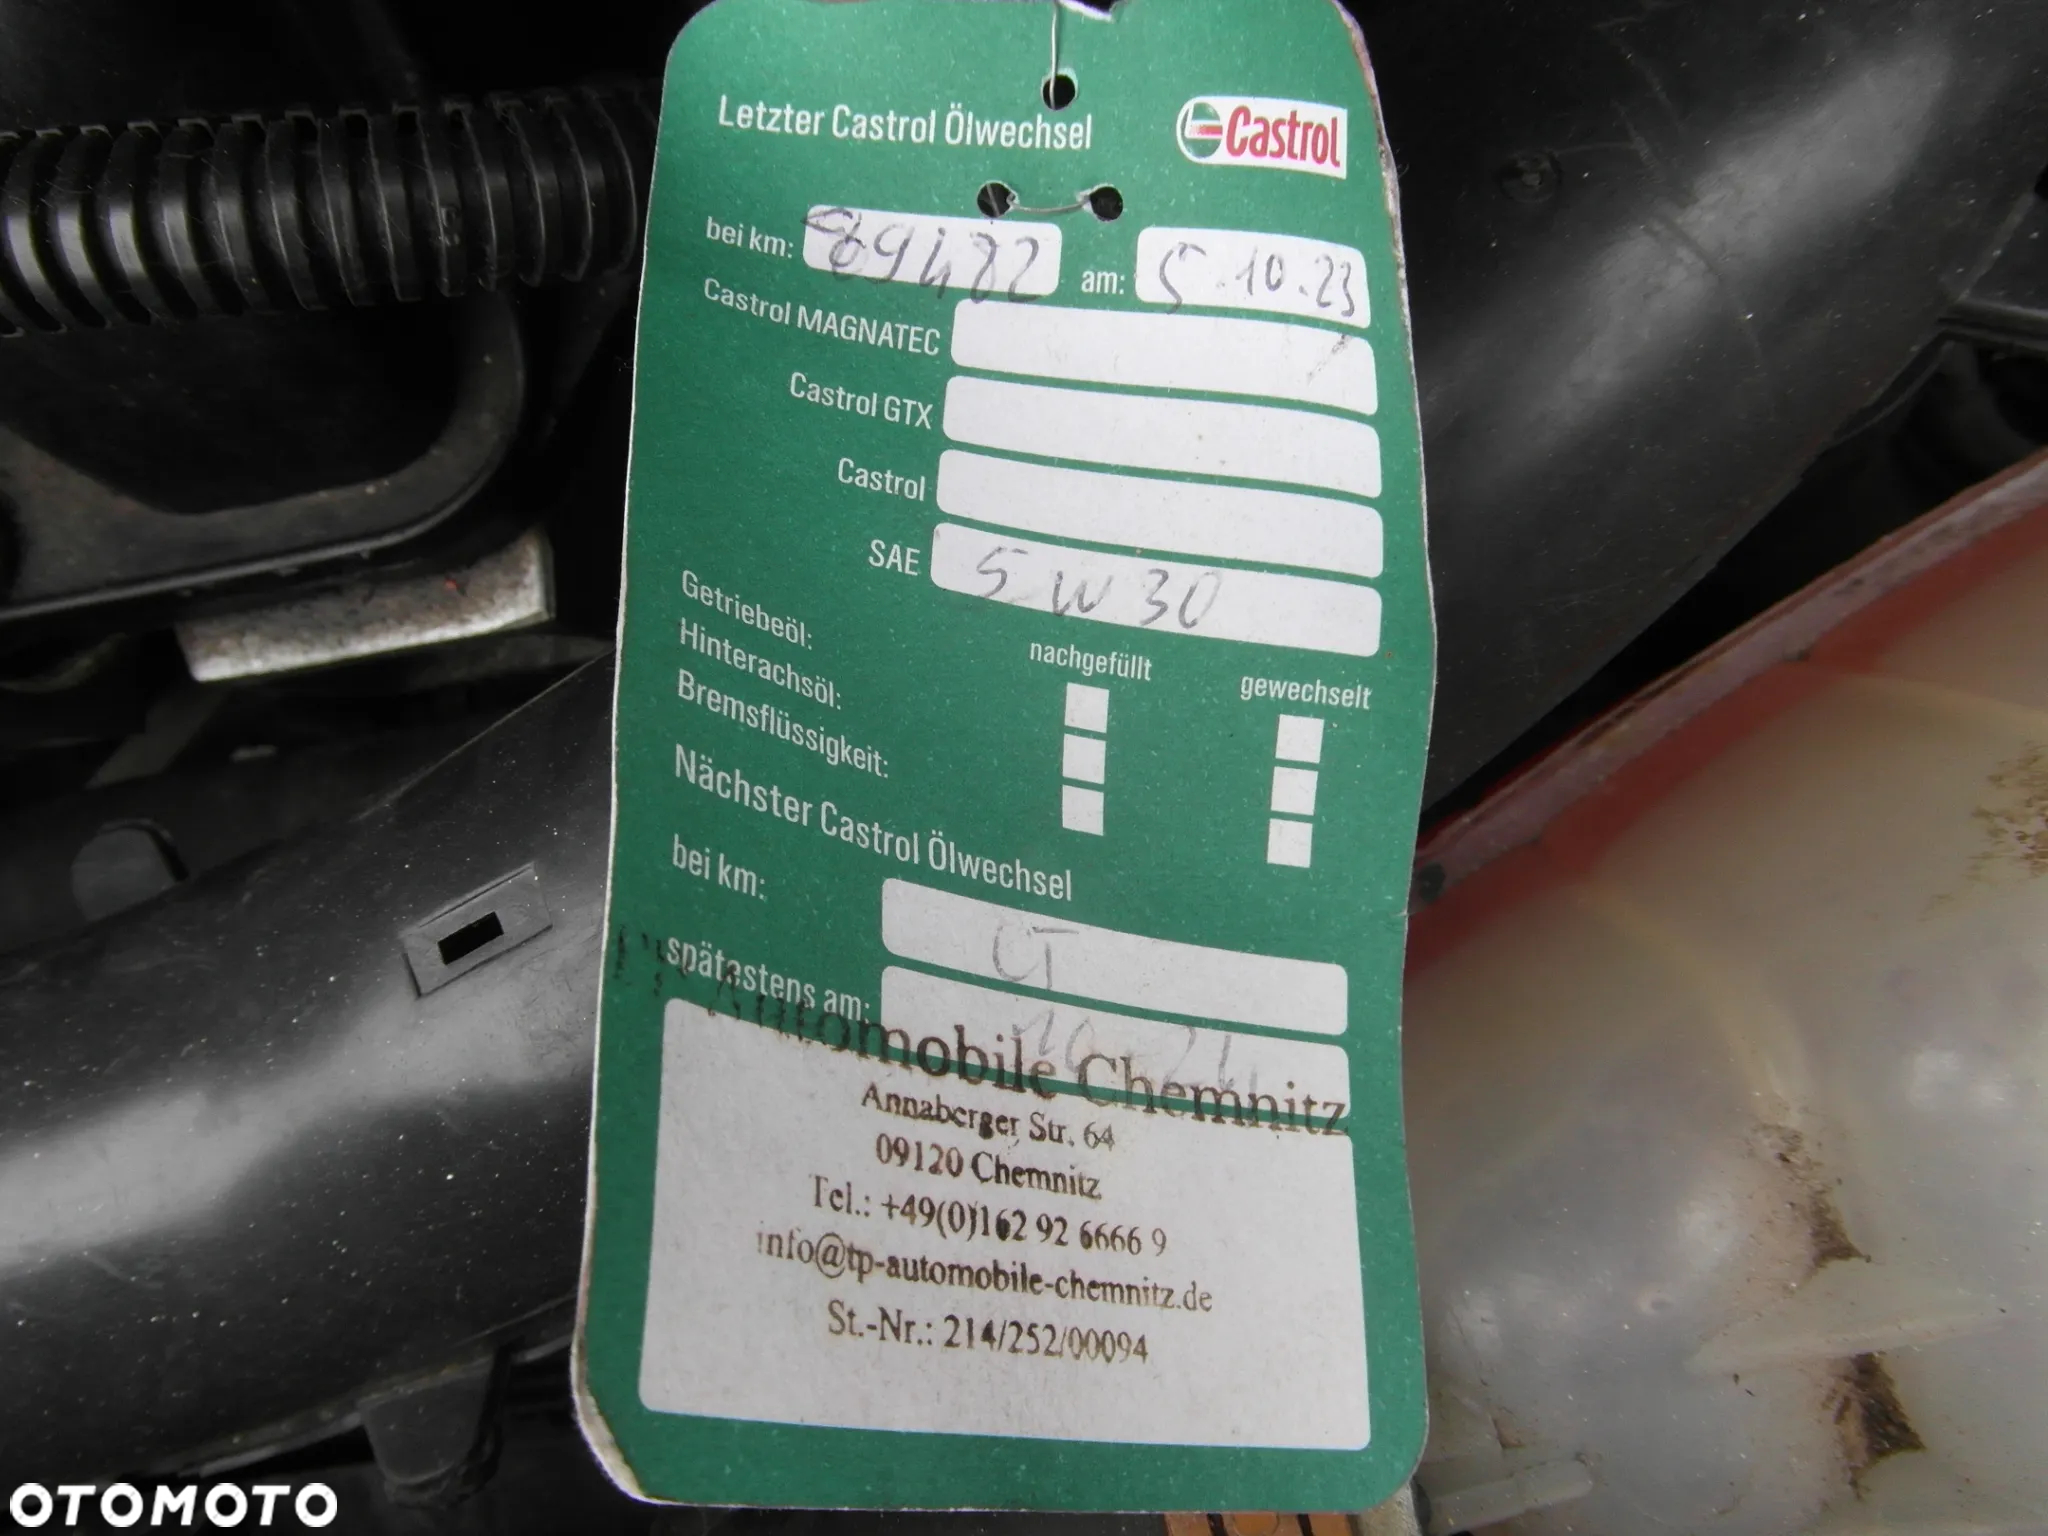 Letzter Castrol Ölwechsel
Castrol
bei km: 89482 am: 5.10.23
Castrol MAGNATEC
Castrol GTX
Castrol
SAE 5W30
nachgefüllt gewechselt
Getriebeöl:
Hinterachsöl:
Bremsflüssigkeit:
Nächster Castrol Ölwechsel
bei km:
spätestens am:
Automobile Chemnitz
Annaberger Str. 64
09120 Chemnitz
Tel.: +49(0)162 92 6666 9
info@tp-automobile-chemnitz.de
St.-Nr.: 214/252/00094
OTOMOTO